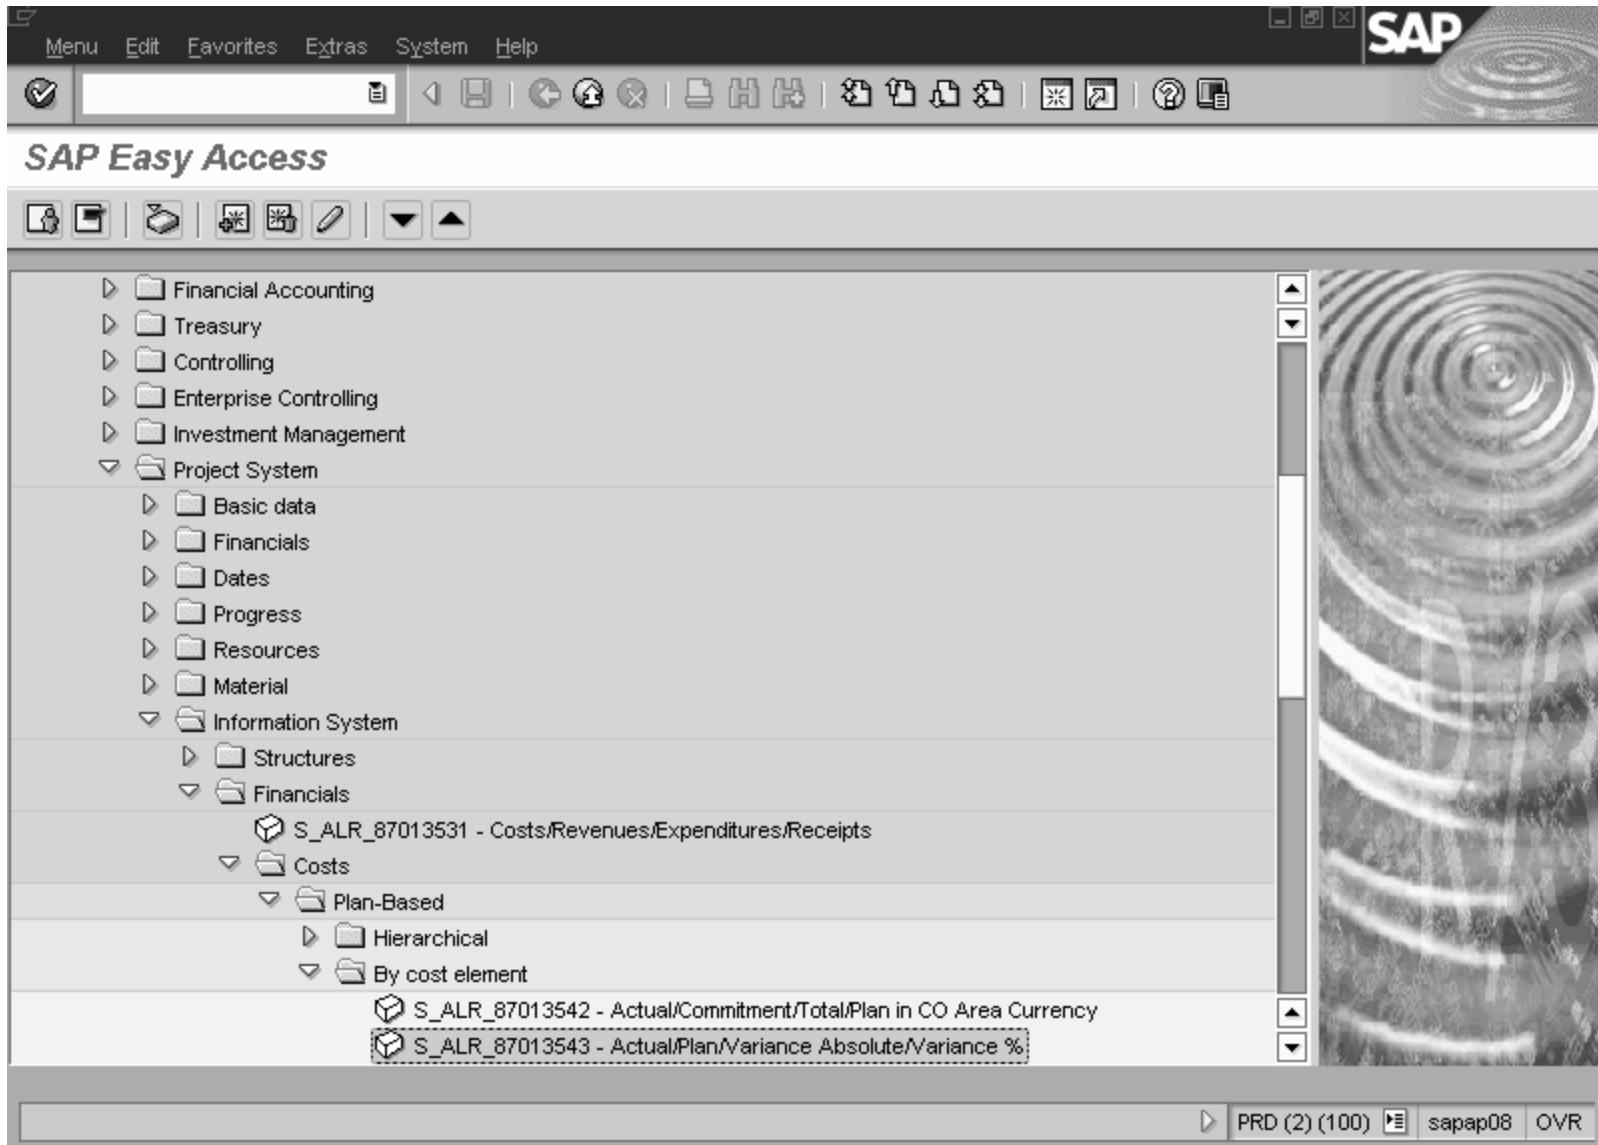 Menu Edit Favorites Extras System Help
SAP
SAP Easy Access
Financial Accounting
Treasury
Controlling
Enterprise Controlling
Investment Management
Project System
Basic data
Financials
Dates
Progress
Resources
Material
Information System
Structures
Financials
S_ALR_87013531 - Costs/Revenues/Expenditures/Receipts
Costs
Plan-Based
Hierarchical
By cost element
S_ALR_87013542 - Actual/Commitment/Total/Plan in CO Area Currency
S_ALR_87013543 - Actual/Plan/Variance Absolute/Variance %
PRD (2) (100) sapap08 OVR